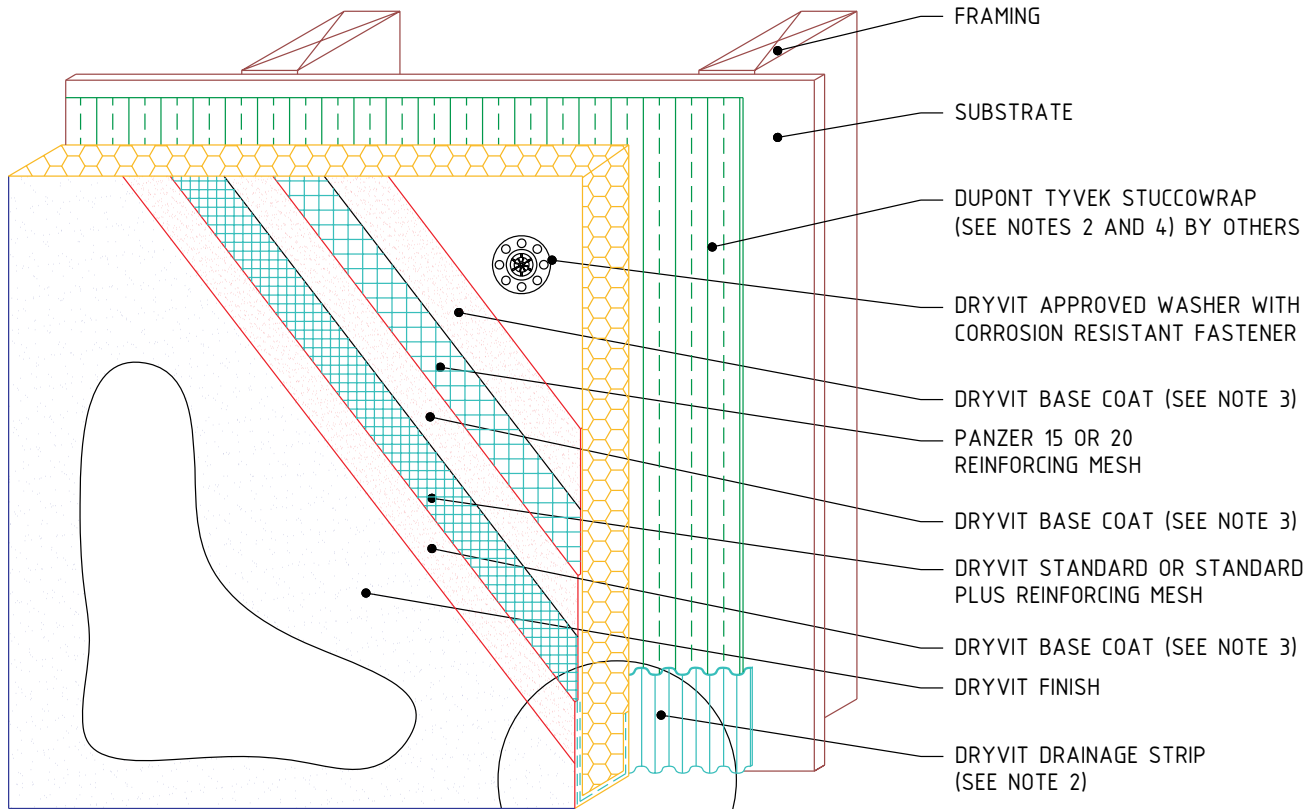 FRAMING
SUBSTRATE
DUPONT TYVEK STUCCOWRAP
(SEE NOTES 2 AND 4) BY OTHERS
DRYVIT APPROVED WASHER WITH
CORROSION RESISTANT FASTENER
DRYVIT BASE COAT (SEE NOTE 3)
PANZER 15 OR 20
REINFORCING MESH
DRYVIT BASE COAT (SEE NOTE 3)
DRYVIT STANDARD OR STANDARD
PLUS REINFORCING MESH
DRYVIT BASE COAT (SEE NOTE 3)
DRYVIT FINISH
DRYVIT DRAINAGE STRIP
(SEE NOTE 2)